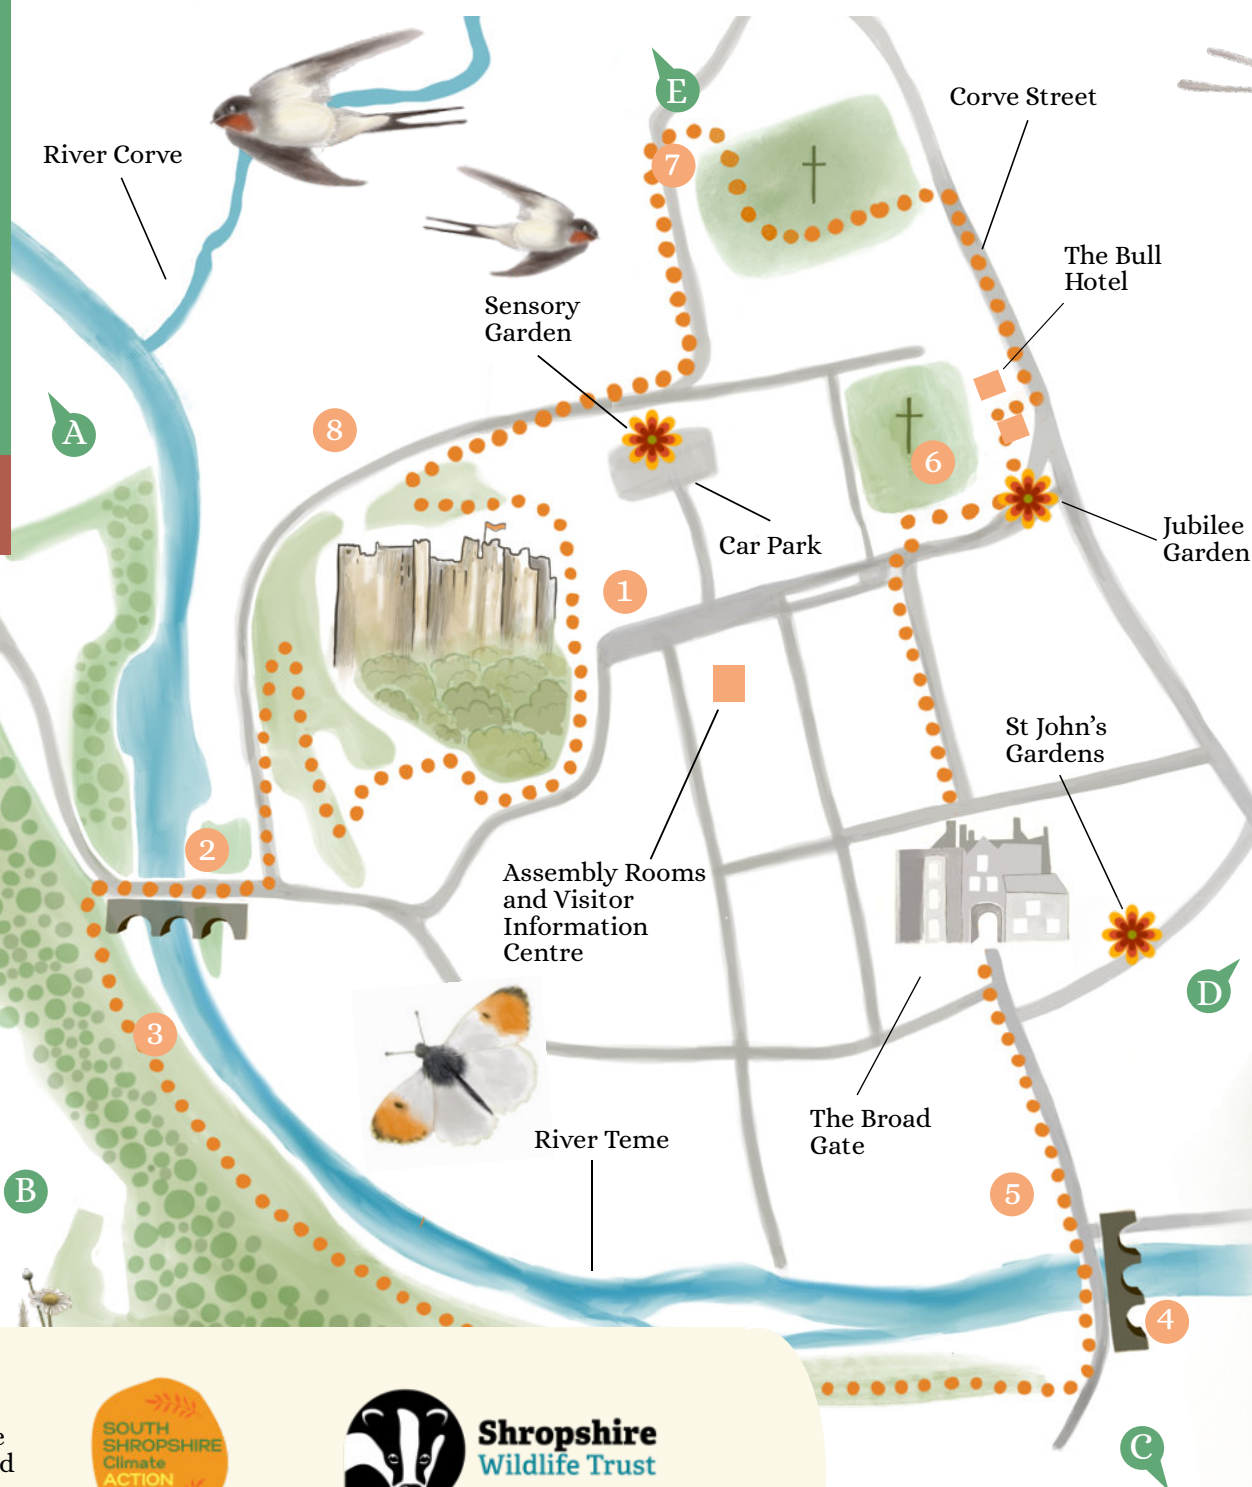 E
Corve Street
River Corve
7
The Bull
Hotel
Sensory
Garden
A
8
6
Jubilee
Garden
Car Park
1
St John’s
Gardens
2
Assembly Rooms
and Visitor
Information
Centre
D
3
The Broad
Gate
River Teme
B
5
4
C
e
d
SOUTH
SHROPSHIRE
Climate
ACTION
Shropshire
Wildlife Trust